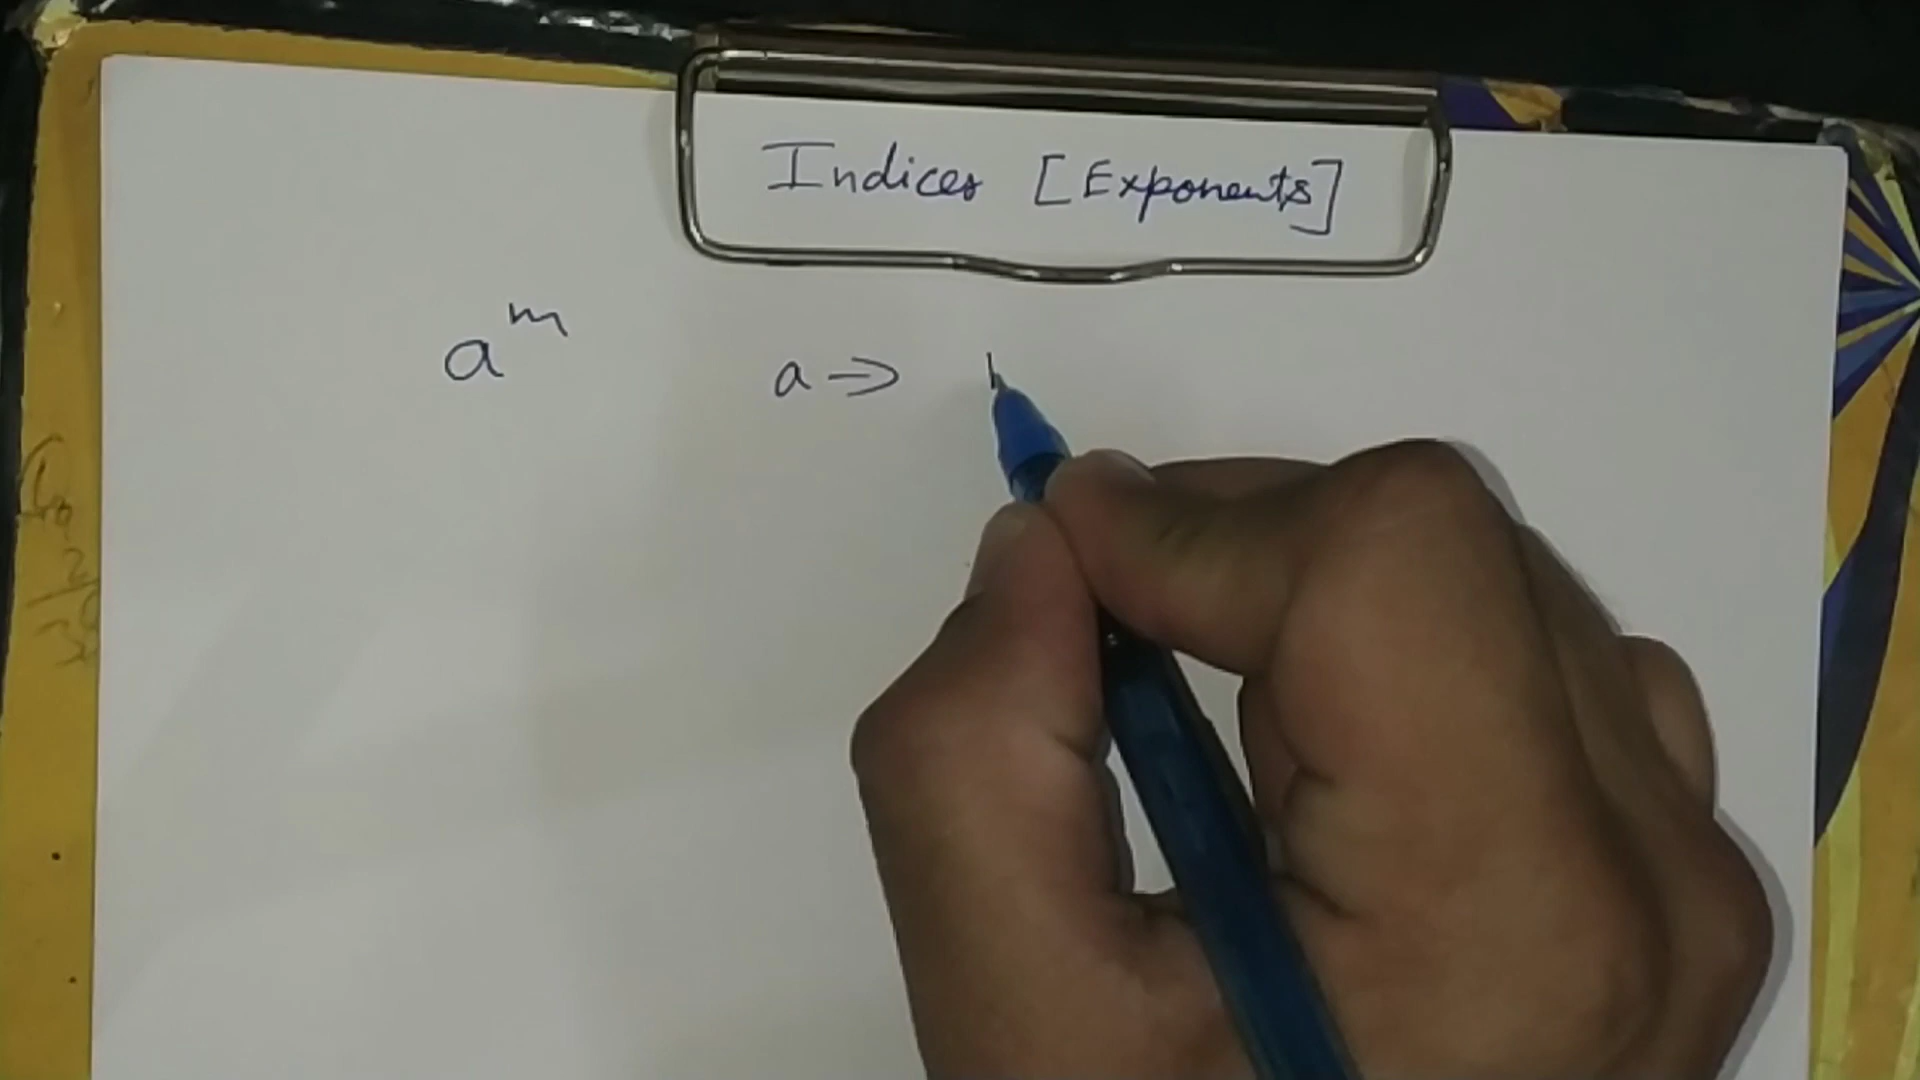 Indices [Exponents]
a^m
a ⇒